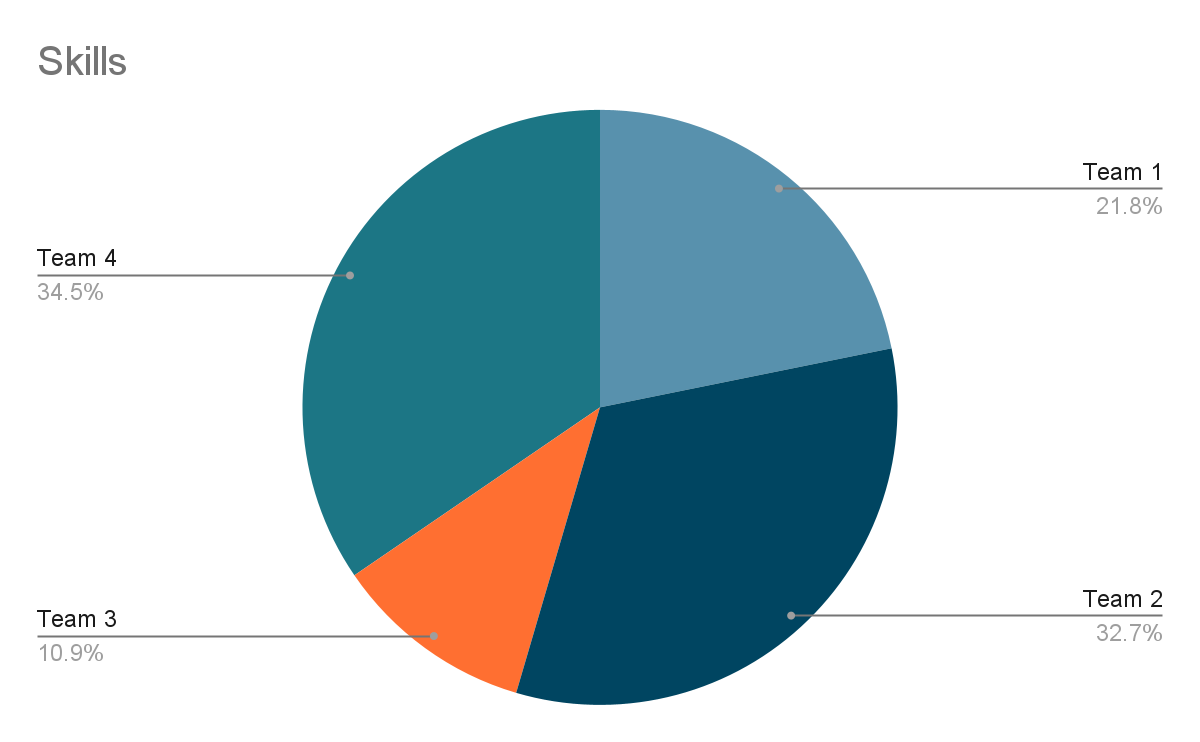 Skills
Team 1
21.8%
Team 4
34.5%
Team 2
32.7%
Team 3
10.9%